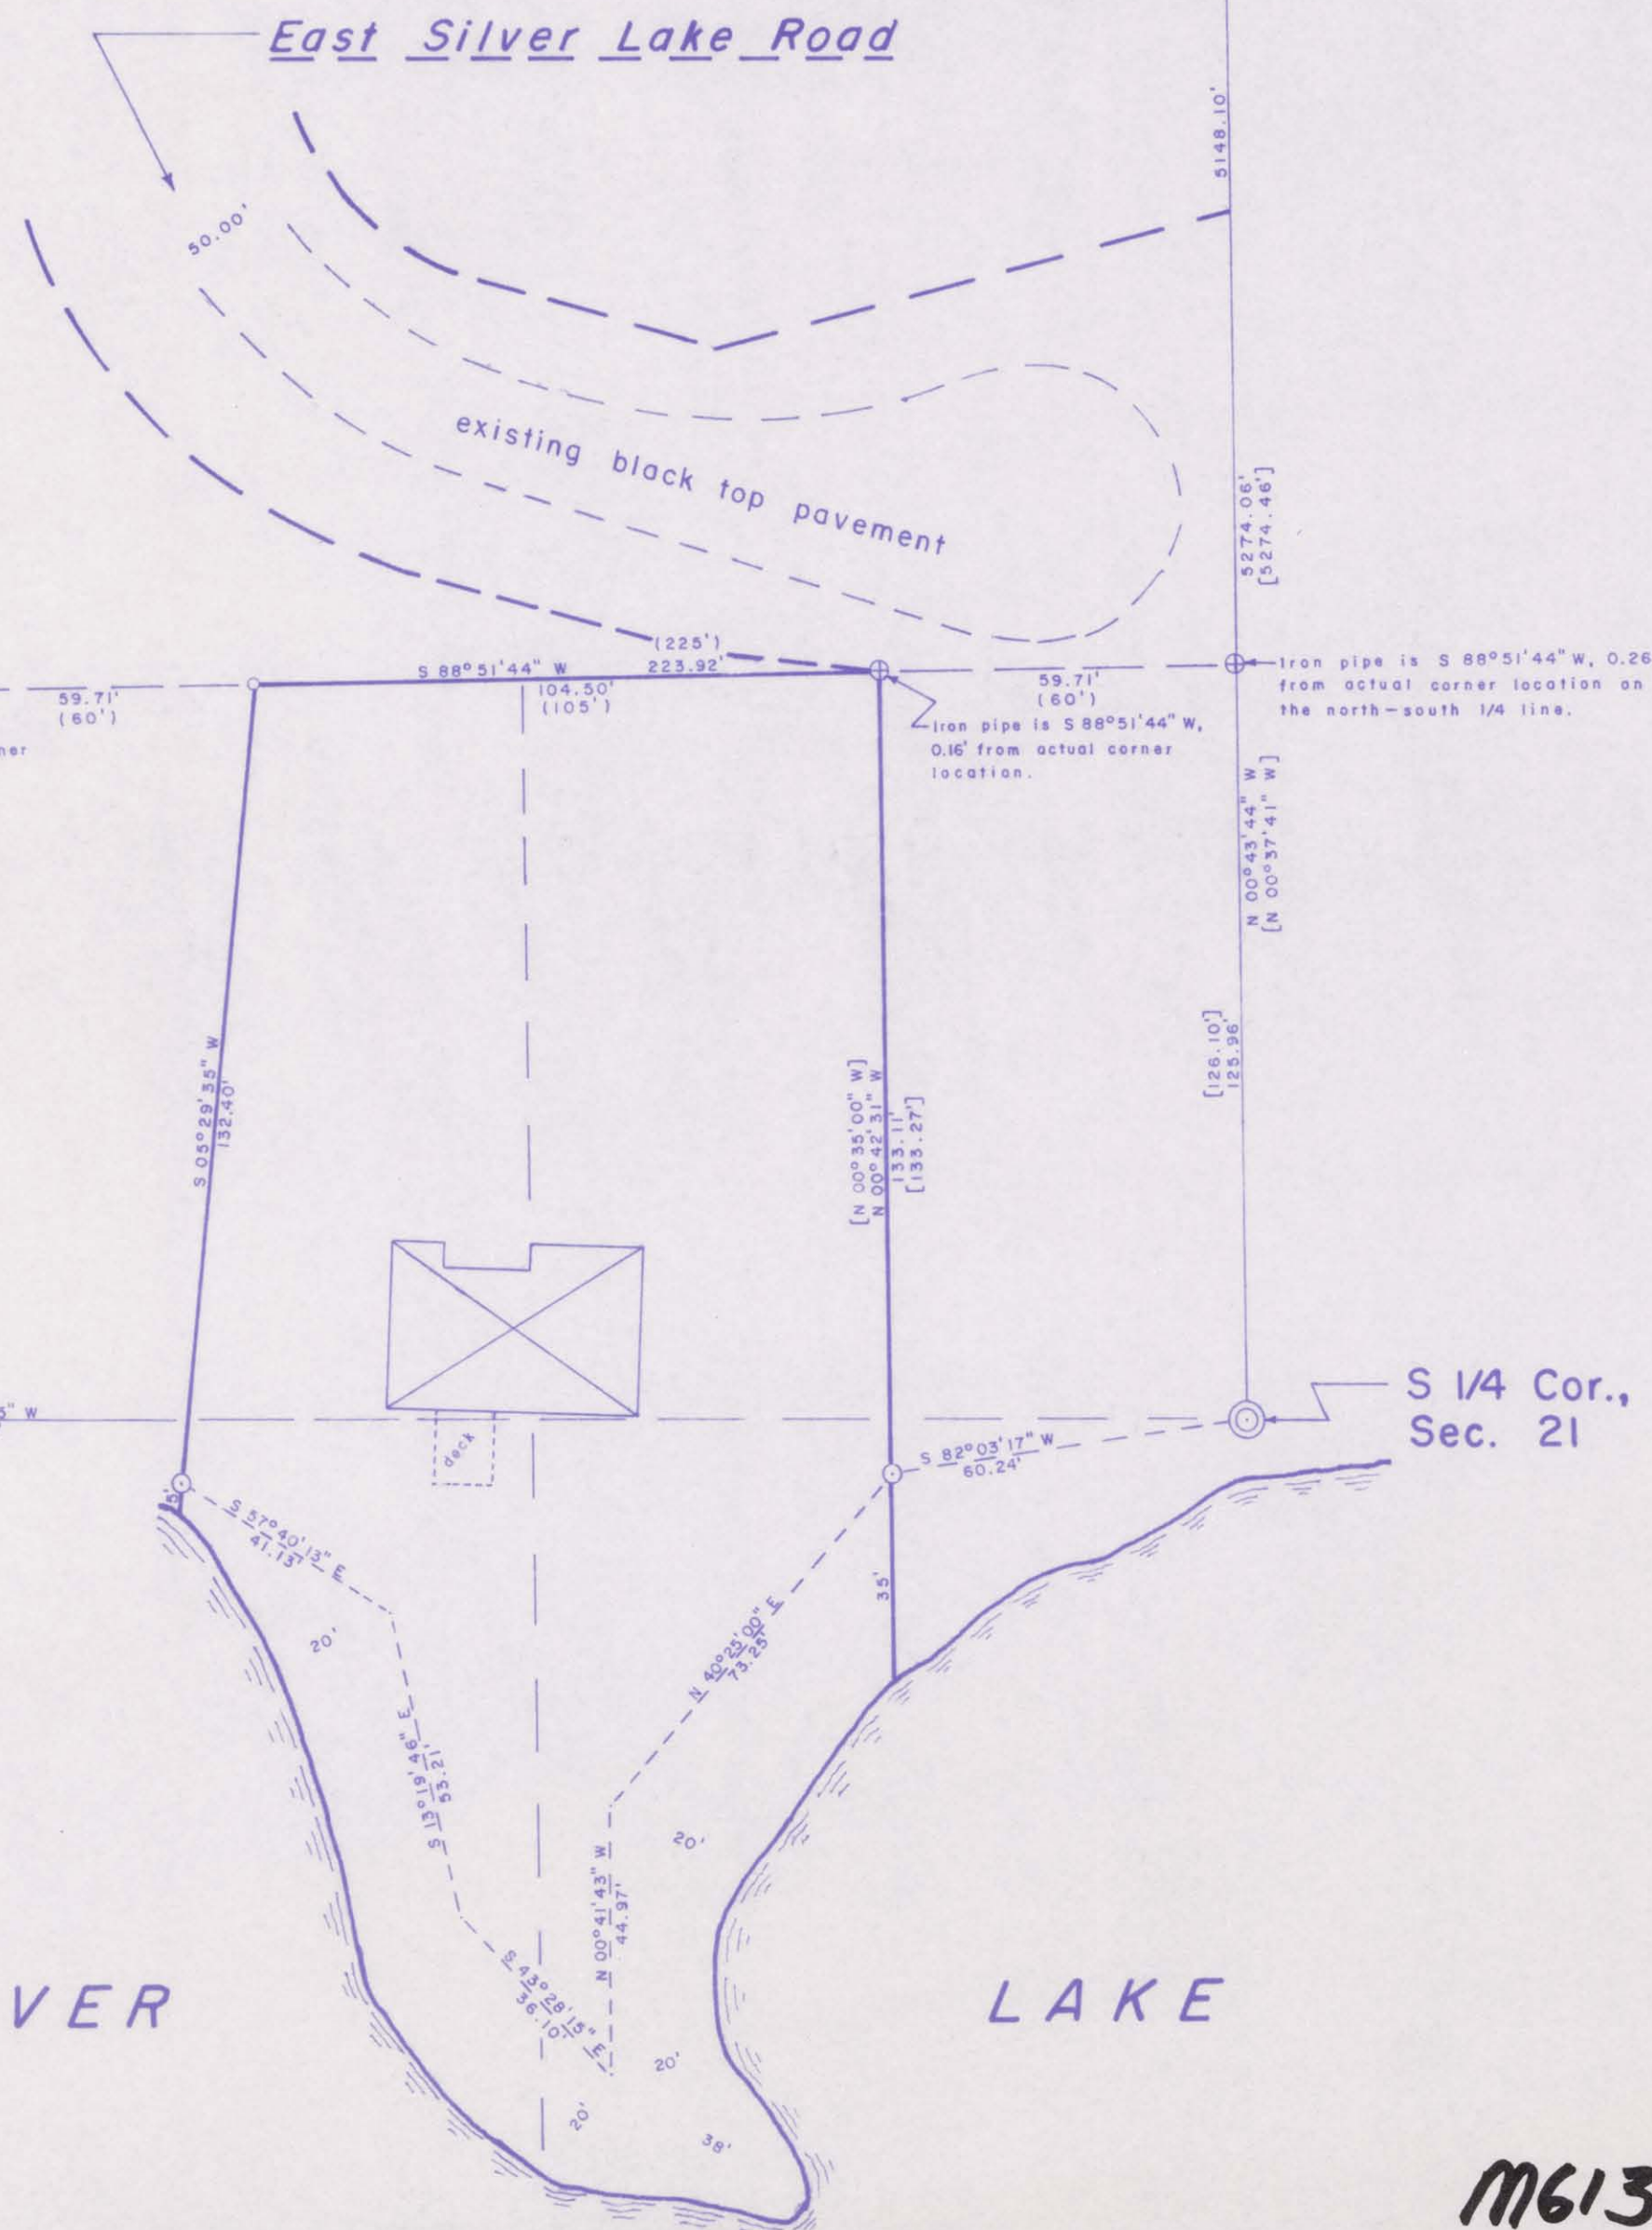 East Silver Lake Road
5148.10'
50.00'
existing black top pavement
5274.06'
[5274.46']
(225')
S 88°51'44" W 223.92'
104.50'
(105')
59.71'
(60')
59.71'
(60')
Iron pipe is S 88°51'44" W, 0.26
from actual corner location on
the north-south 1/4 line.
Iron pipe is S 88°51'44" W,
0.16' from actual corner
location.
ner
N 00°43'44" W
[N 00°37'41" W]
[126.10']
125.96'
S 05°29'35" W
132.40'
[N 00°35'00" W]
N 00°42'31" W
133.11'
[133.27']
5" W
deck
S 1/4 Cor.,
Sec. 21
S 82°03'17" W
60.24'
5'
S 57°40'13" E
41.13'
35'
20'
N 40°25'00" E
73.25'
S 13°19'46" E
53.21'
20'
N 00°41'43" W
44.97'
S 43°28'15" E
36.10'
VER
LAKE
20'
20'
38'
M613